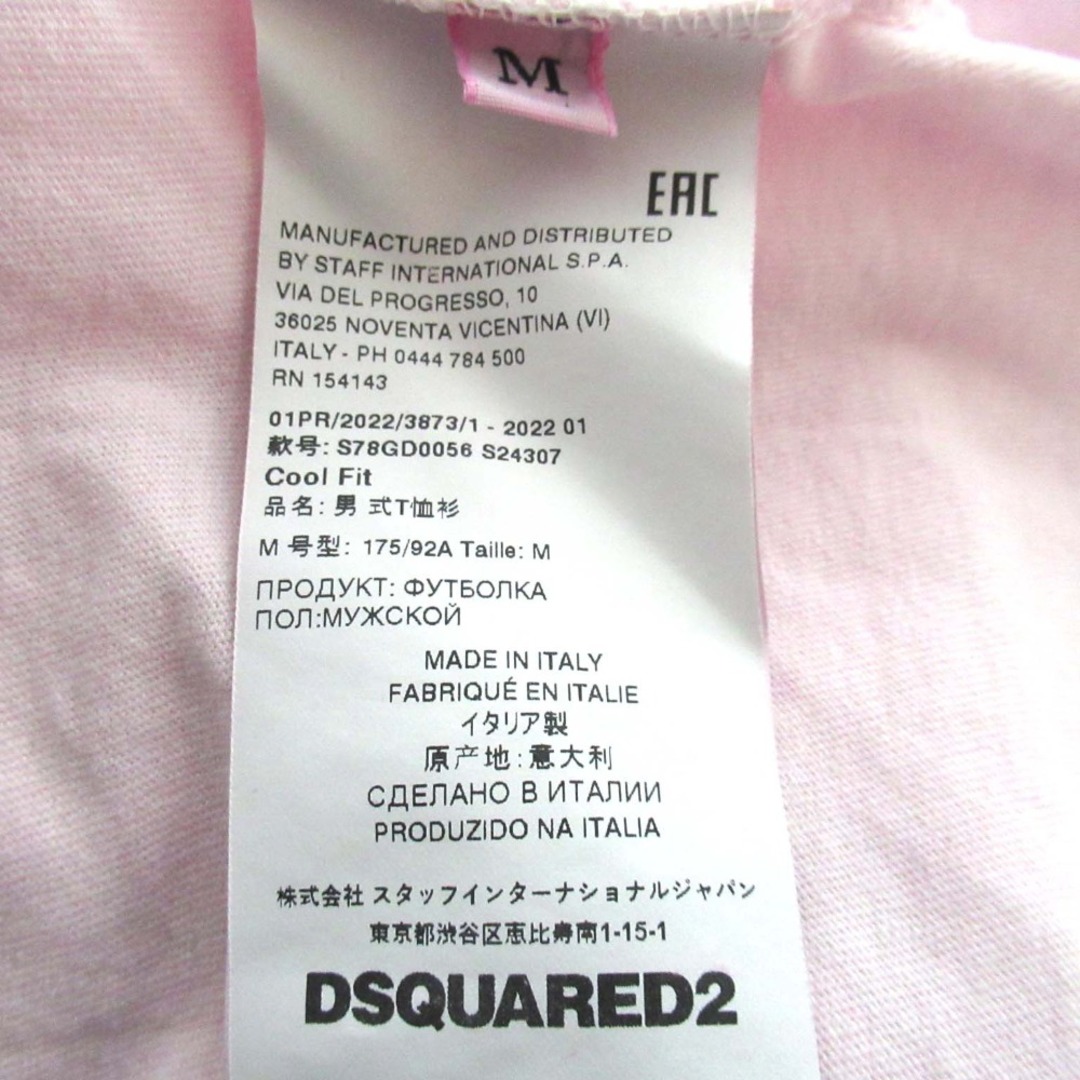 M
EAC
MANUFACTURED AND DISTRIBUTED
BY STAFF INTERNATIONAL S.P.A.
VIA DEL PROGRESSO, 10
36025 NOVENTA VICENTINA (VI)
ITALY - PH 0444 784 500
RN 154143
01PR/2022/3873/1 - 2022 01
款号: S78GD0056 S24307
Cool Fit
品名: 男 式T恤衫
M 号型: 175/92A Taille: M
ПРОДУКТ: ФУТБОЛКА
ПОЛ:МУЖСКОЙ
MADE IN ITALY
FABRIQUÉ EN ITALIE
イタリア製
原产地:意大利
СДЕЛАНО В ИТАЛИИ
PRODUZIDO NA ITALIA
株式会社 スタッフインターナショナルジャパン
東京都渋谷区恵比寿南1-15-1
DSQUARED2